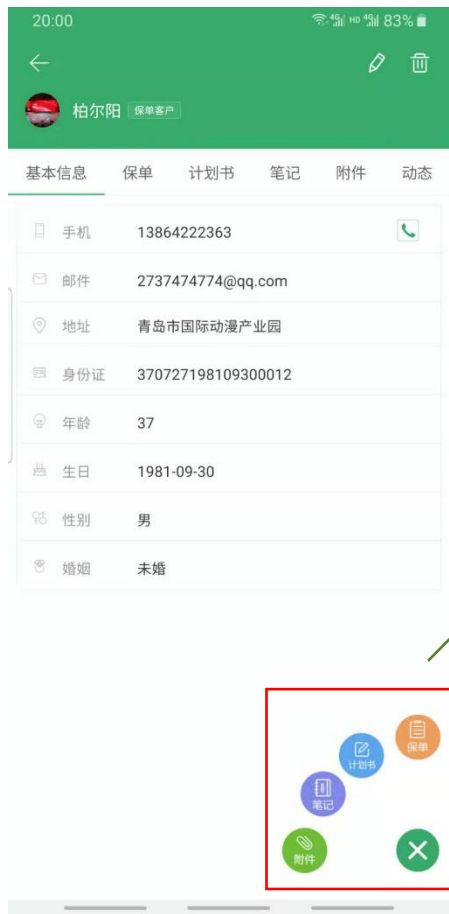 20:00 4G HD 4G 83%
柏尔阳 保单客户
基本信息 保单 计划书 笔记 附件 动态
手机 13864222363
邮件 2737474774@qq.com
地址 青岛市国际动漫产业园
身份证 370727198109300012
年龄 37
生日 1981-09-30
性别 男
婚姻 未婚
保单
计划书
笔记
附件